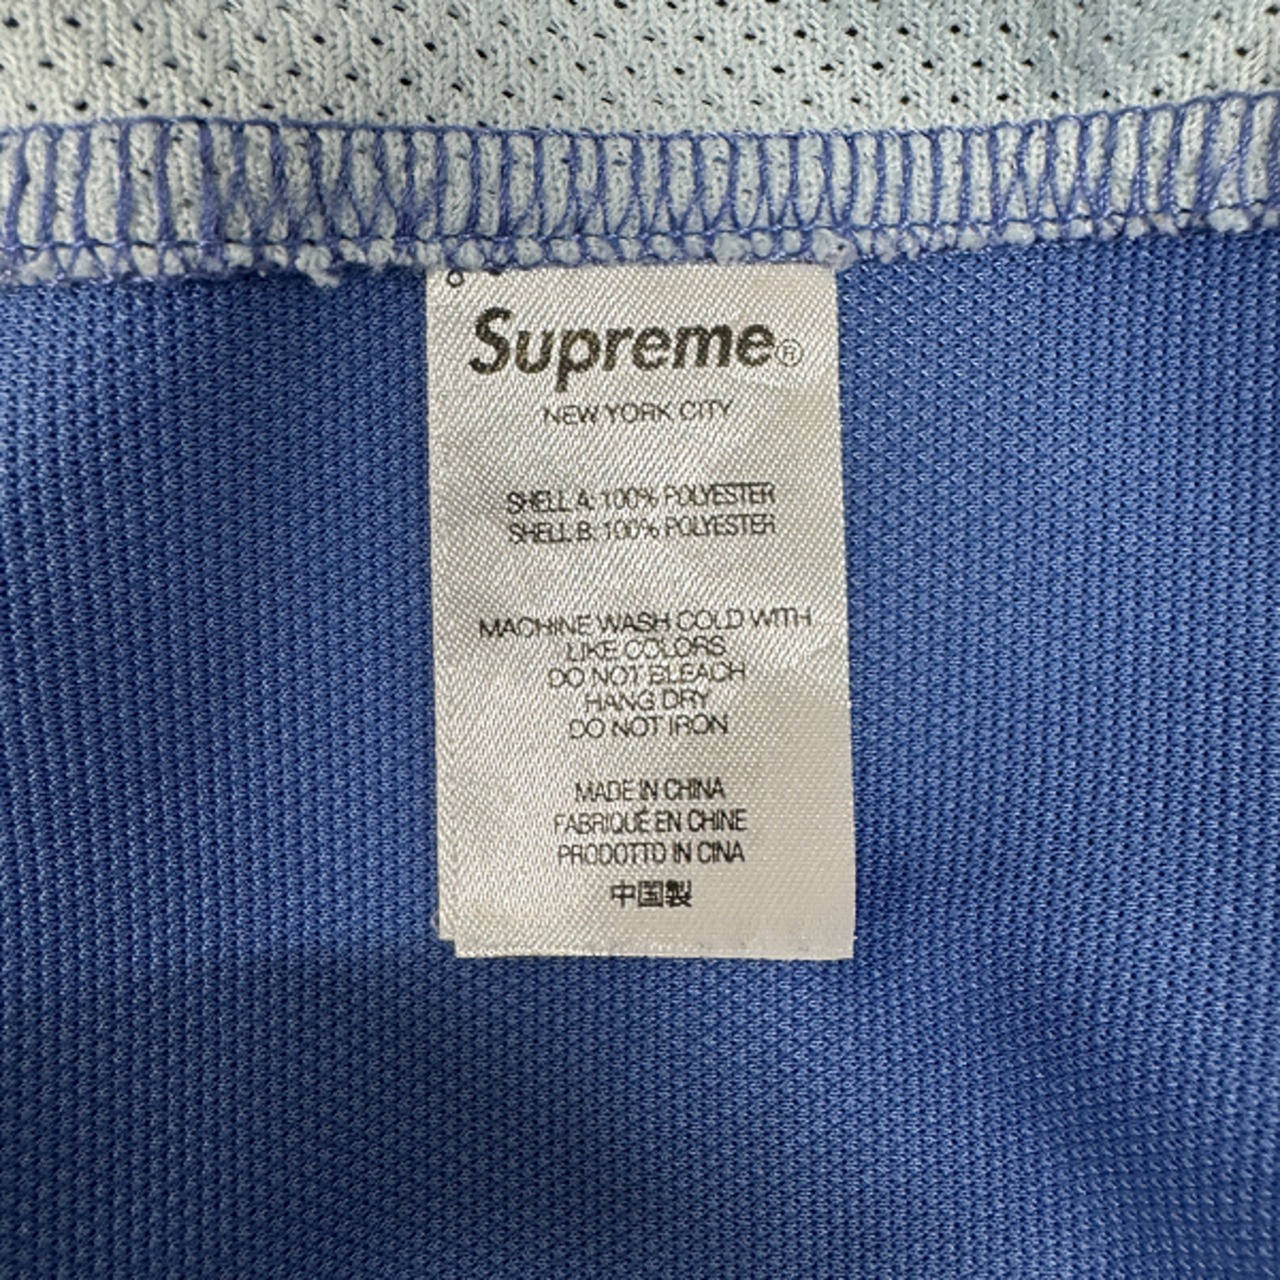 Supreme®
NEW YORK CITY
SHELL A: 100% POLYESTER
SHELL B: 100% POLYESTER
MACHINE WASH COLD WITH
LIKE COLORS
DO NOT BLEACH
HANG DRY
DO NOT IRON
MADE IN CHINA
FABRIQUÉ EN CHINE
PRODOTTO IN CINA
中国製